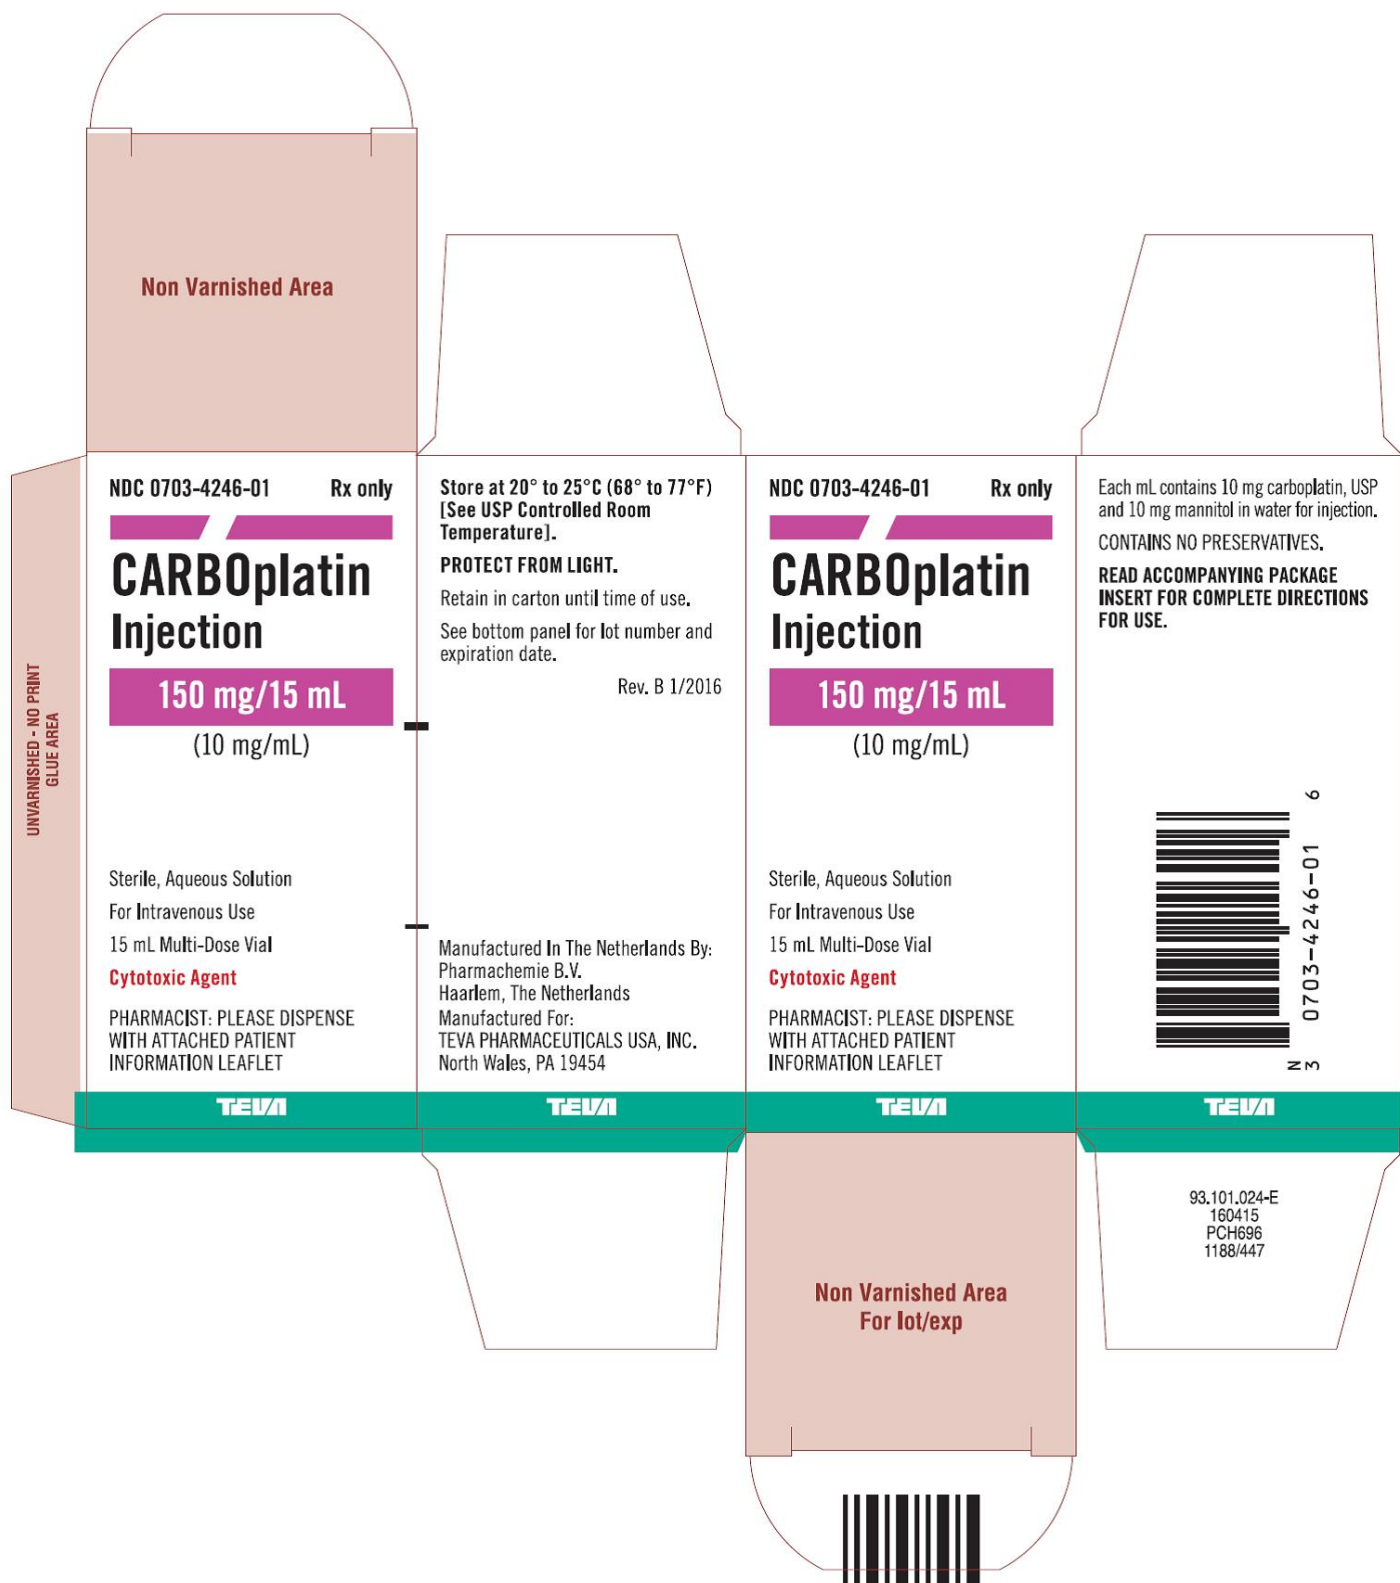 Non Varnished Area
UNVARNISHED - NO PRINT
GLUE AREA
NDC 0703-4246-01 Rx only
CARBOplatin
Injection
150 mg/15 mL
(10 mg/mL)
Sterile, Aqueous Solution
For Intravenous Use
15 mL Multi-Dose Vial
Cytotoxic Agent
PHARMACIST: PLEASE DISPENSE
WITH ATTACHED PATIENT
INFORMATION LEAFLET
TEVA
Store at 20° to 25°C (68° to 77°F)
[See USP Controlled Room
Temperature].
PROTECT FROM LIGHT.
Retain in carton until time of use.
See bottom panel for lot number and
expiration date.
Rev. B 1/2016
Manufactured In The Netherlands By:
Pharmachemie B.V.
Haarlem, The Netherlands
Manufactured For:
TEVA PHARMACEUTICALS USA, INC.
North Wales, PA 19454
TEVA
NDC 0703-4246-01 Rx only
CARBOplatin
Injection
150 mg/15 mL
(10 mg/mL)
Sterile, Aqueous Solution
For Intravenous Use
15 mL Multi-Dose Vial
Cytotoxic Agent
PHARMACIST: PLEASE DISPENSE
WITH ATTACHED PATIENT
INFORMATION LEAFLET
TEVA
Each mL contains 10 mg carboplatin, USP
and 10 mg mannitol in water for injection.
CONTAINS NO PRESERVATIVES.
READ ACCOMPANYING PACKAGE
INSERT FOR COMPLETE DIRECTIONS
FOR USE.
N
3 0703-4246-01 6
TEVA
93.101.024-E
160415
PCH696
1188/447
Non Varnished Area
For lot/exp